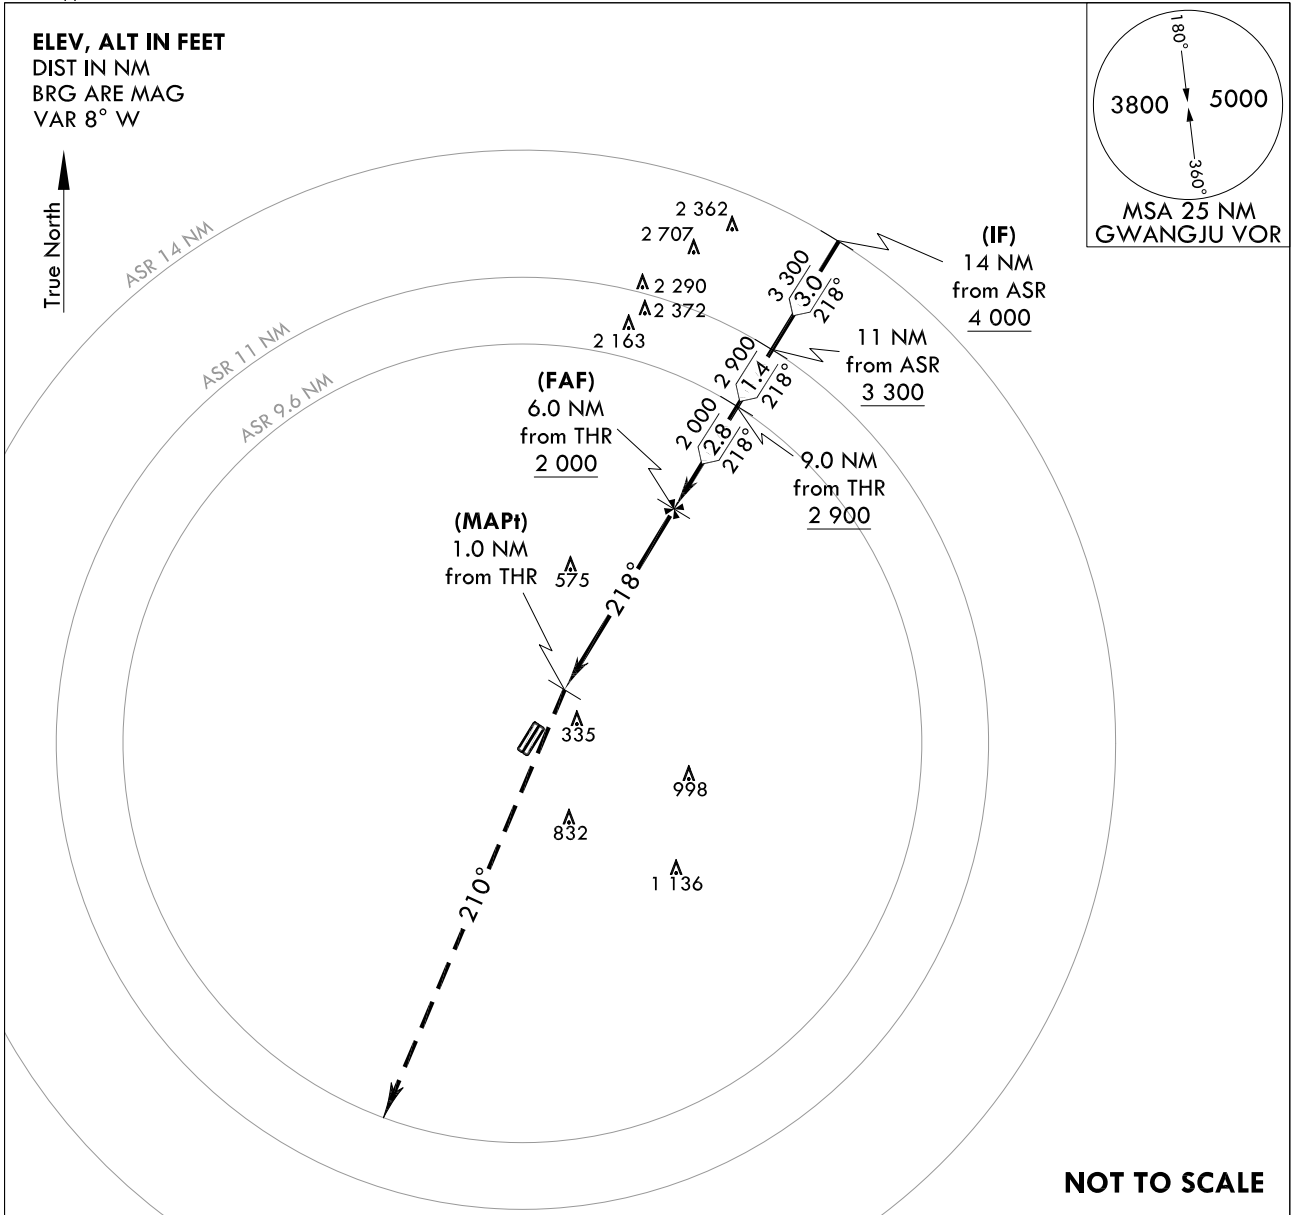 ELEV, ALT IN FEET
DIST IN NM
BRG ARE MAG
VAR 8° W
True North
180°
3800
5000
360°
MSA 25 NM
GWANGJU VOR
ASR 14 NM
ASR 11 NM
ASR 9.6 NM
2 362
2 707
2 290
2 372
2 163
(IF)
14 NM
from ASR
4 000
3 300
3.0
218°
11 NM
from ASR
3 300
2 900
1.4
218°
9.0 NM
from THR
2 900
2 000
2.8
218°
(FAF)
6.0 NM
from THR
2 000
(MAPt)
1.0 NM
from THR
575
218°
335
998
832
1 136
210°
NOT TO SCALE